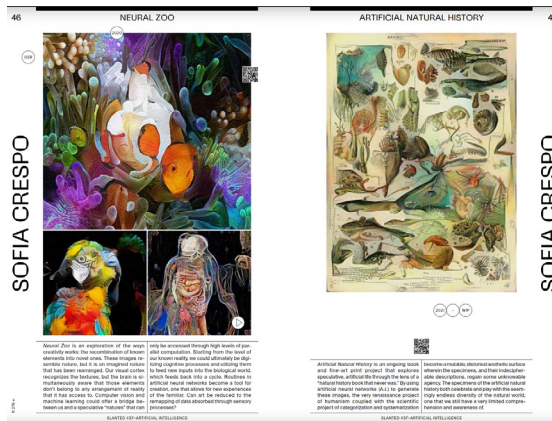 46
NEURAL ZOO
2020
GER
SOFIA CRESPO
Neural Zoo is an exploration of the ways
creativity works: the recombination of known
elements into novel ones. These images re-
semble nature, but it is an imagined nature
that has been rearranged. Our visual cortex
recognizes the textures, but the brain is si-
multaneously aware that those elements
don't belong to any arrangement of reality
that it has access to. Computer vision and
machine learning could offer a bridge be-
tween us and a speculative "natures" that can
only be accessed through high levels of par-
allel computation. Starting from the level of
our known reality, we could ultimately be digi-
tizing cognitive processes and utilizing them
to feed new inputs into the biological world,
which feeds back into a cycle. Routines in
artificial neural networks become a tool for
creation, one that allows for new experiences
of the familiar. Can art be reduced to the
remapping of data absorbed through sensory
processes?
SLANTED #37–ARTIFICIAL INTELLIGENCE
ARTIFICIAL NATURAL HISTORY
4
2021
-
WIP
SOFIA CRESPO
Artificial Natural History is an ongoing book
and fine-art print project that explores
speculative, artificial life through the lens of a
"natural history book that never was." By using
artificial neural networks (A.I.) to generate
these images, the very renaissance project
of humankind coupled with the scientific
project of categorization and systematization
become a mutable, distorted aesthetic surface
wherein the specimens, and their indecipher-
able descriptions, regain some unknowable
agency. The specimens of the artificial natural
history both celebrate and play with the seem-
ingly endless diversity of the natural world,
one that we still have a very limited compre-
hension and awareness of.
SLANTED #37–ARTIFICIAL INTELLIGENCE